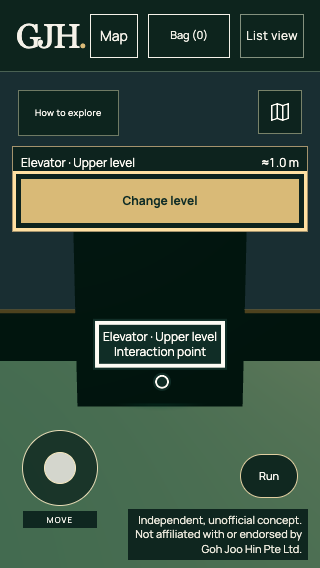 GJH.
Map
Bag (0)
List view
How to explore
Elevator · Upper level
≈1.0 m
Change level
Elevator · Upper level
Interaction point
MOVE
Run
Independent, unofficial concept.
Not affiliated with or endorsed by
Goh Joo Hin Pte Ltd.